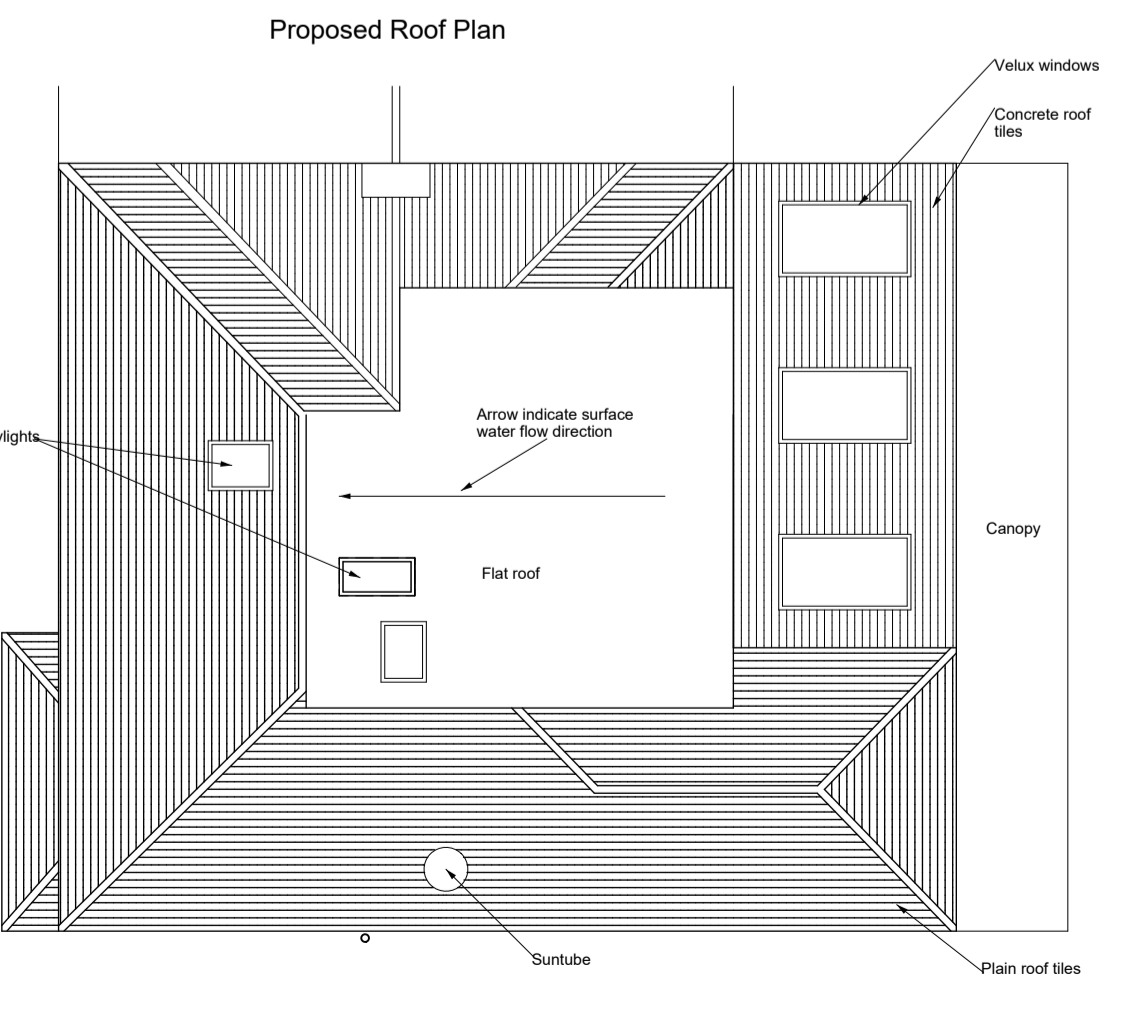 Proposed Roof Plan
Velux windows
Concrete roof
tiles
Arrow indicate surface
water flow direction
ylights
Canopy
Flat roof
Suntube
Plain roof tiles